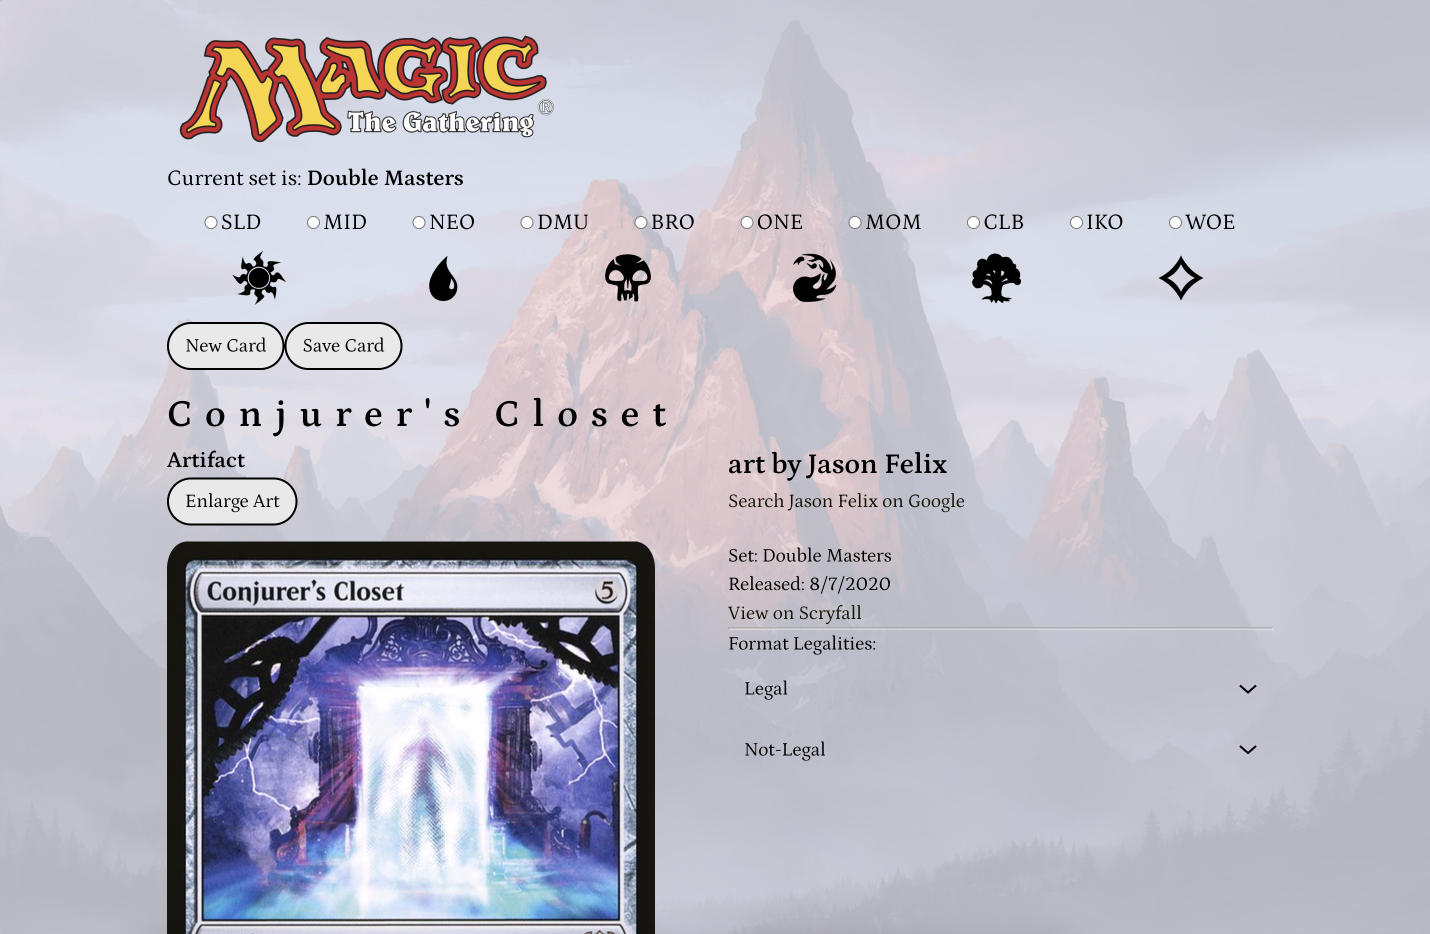 MAGIC
The Gathering®
Current set is: Double Masters
SLD MID NEO DMU BRO ONE MOM CLB IKO WOE
New Card Save Card
Conjurer's Closet
Artifact
Enlarge Art
Conjurer's Closet 5
art by Jason Felix
Search Jason Felix on Google
Set: Double Masters
Released: 8/7/2020
View on Scryfall
Format Legalities:
Legal
Not-Legal